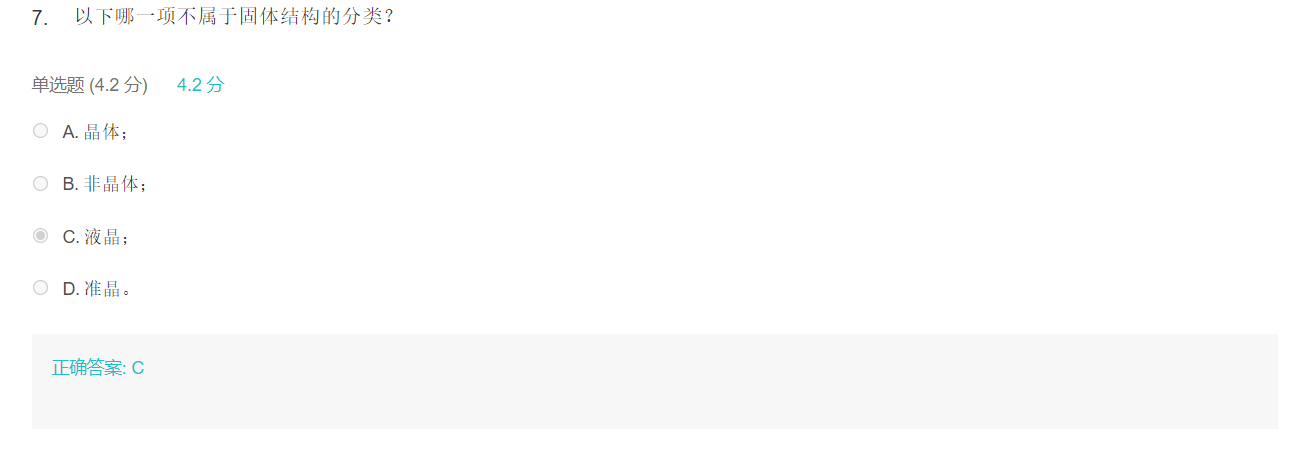 7. 以下哪一项不属于固体结构的分类？
单选题 (4.2 分) 4.2 分
A. 晶体；
B. 非晶体；
C. 液晶；
D. 准晶。
正确答案: C